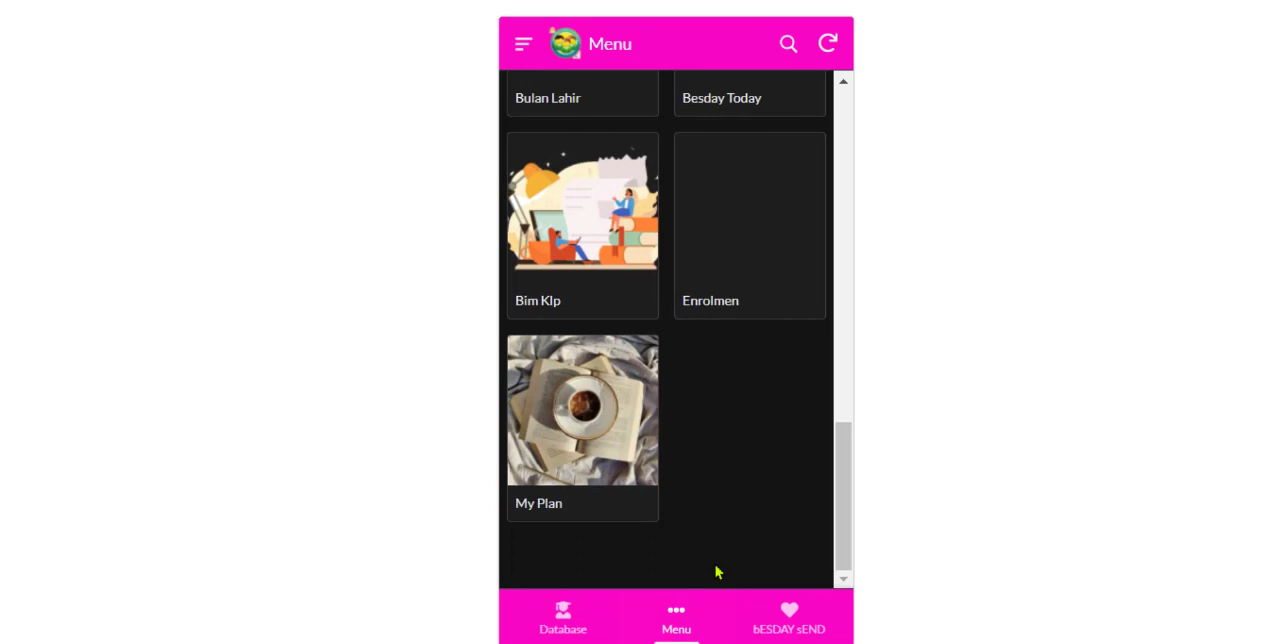 Menu
Bulan Lahir
Besday Today
Bim Klp
Enrolmen
My Plan
Database
Menu
bESDAY sEND